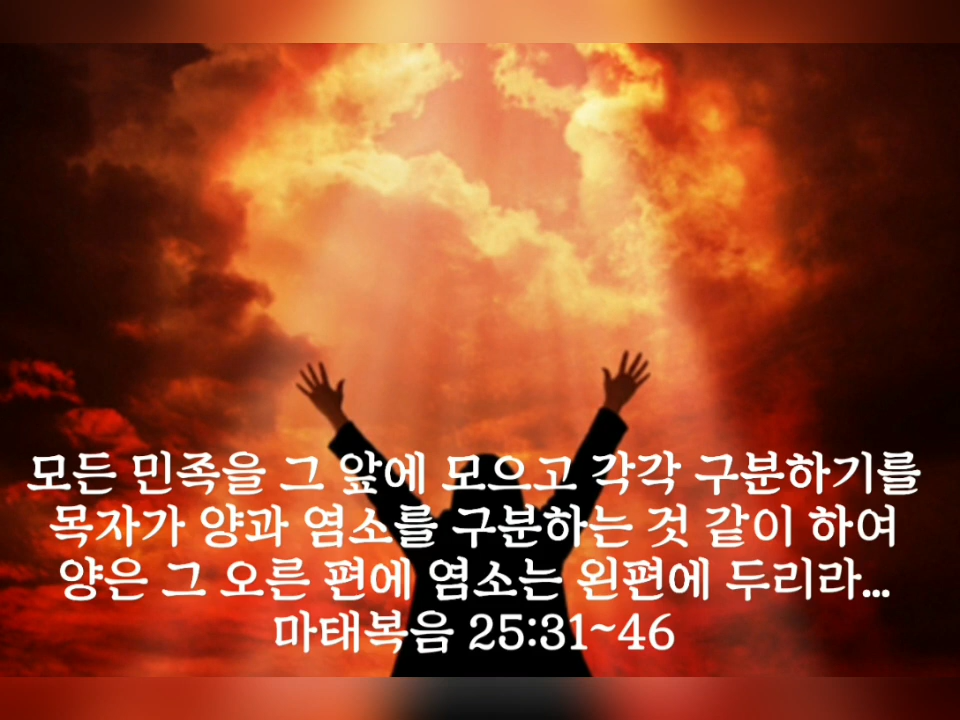 모든 민족을 그 앞에 모으고 각각 구분하기를
목자가 양과 염소를 구분하는 것 같이 하여
양은 그 오른 편에 염소는 왼편에 두리라...
마태복음 25:31~46